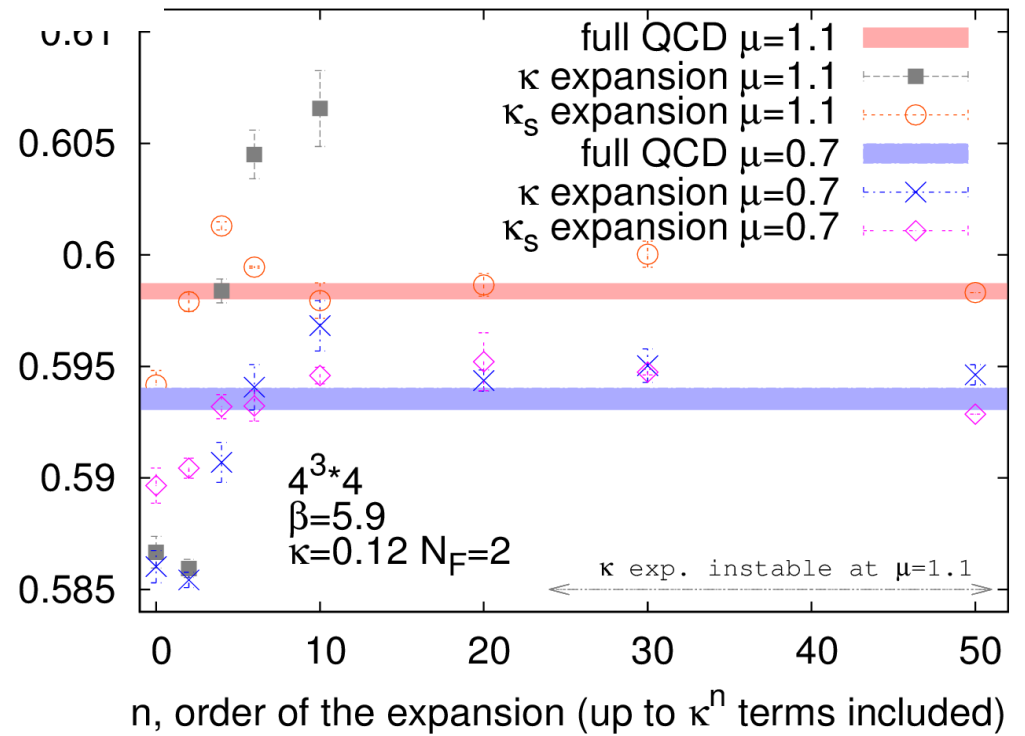 full QCD μ=1.1
κ expansion μ=1.1
κs expansion μ=1.1
full QCD μ=0.7
κ expansion μ=0.7
κs expansion μ=0.7
0.61
0.605
0.6
0.595
0.59
0.585
4^3*4
β=5.9
κ=0.12 N_F=2
κ exp. instable at μ=1.1
0 10 20 30 40 50
n, order of the expansion (up to κ^n terms included)